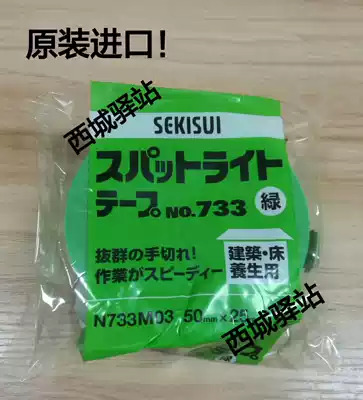 原装进口!
西城驿站
SEKISUI
スパットライト
テープ No.733 緑
抜群の手切れ!
作業がスピーディー
建築・床
養生用
N733M03 50mm×25
西城驿站